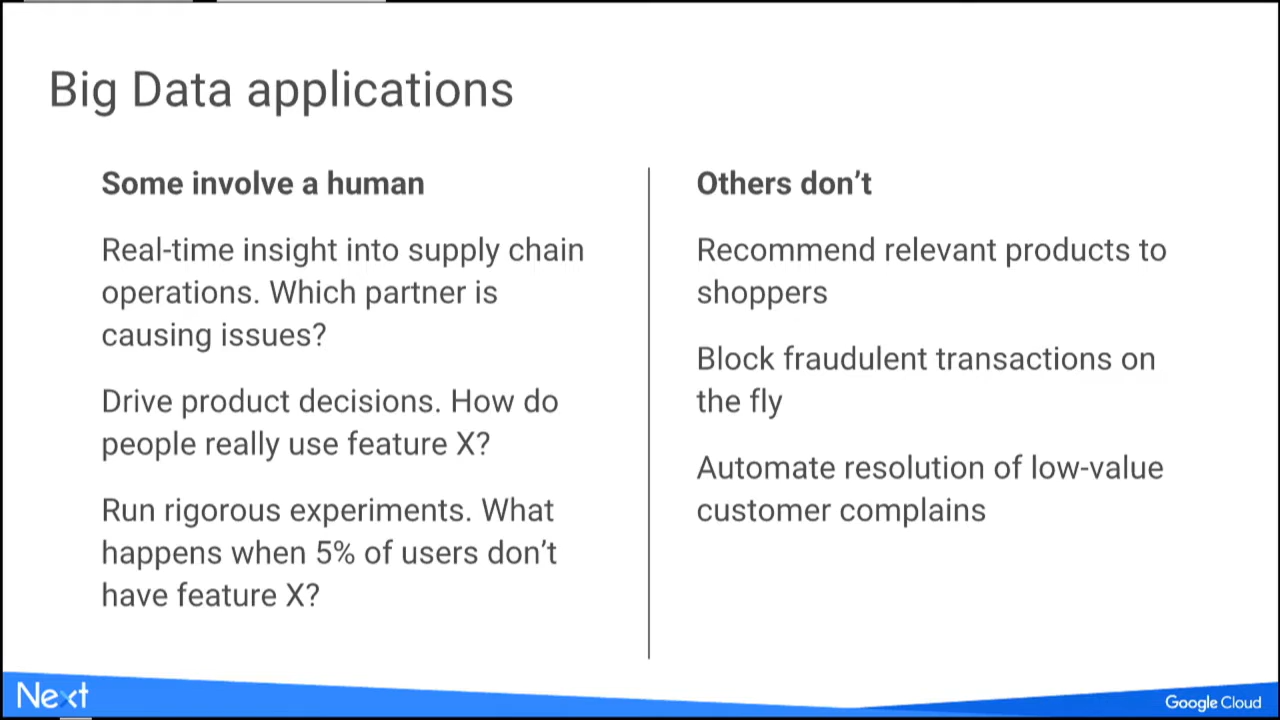 Big Data applications
Some involve a human
Real-time insight into supply chain
operations. Which partner is
causing issues?
Drive product decisions. How do
people really use feature X?
Run rigorous experiments. What
happens when 5% of users don’t
have feature X?
Others don’t
Recommend relevant products to
shoppers
Block fraudulent transactions on
the fly
Automate resolution of low-value
customer complains
Next
Google Cloud